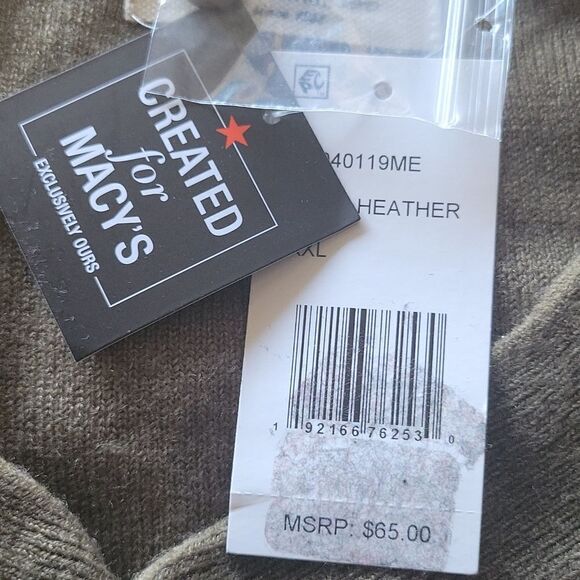 CREATED
for
MACY'S
EXCLUSIVELY OURS
40119ME
HEATHER
XL
1 92166 76253 0
MSRP: $65.00